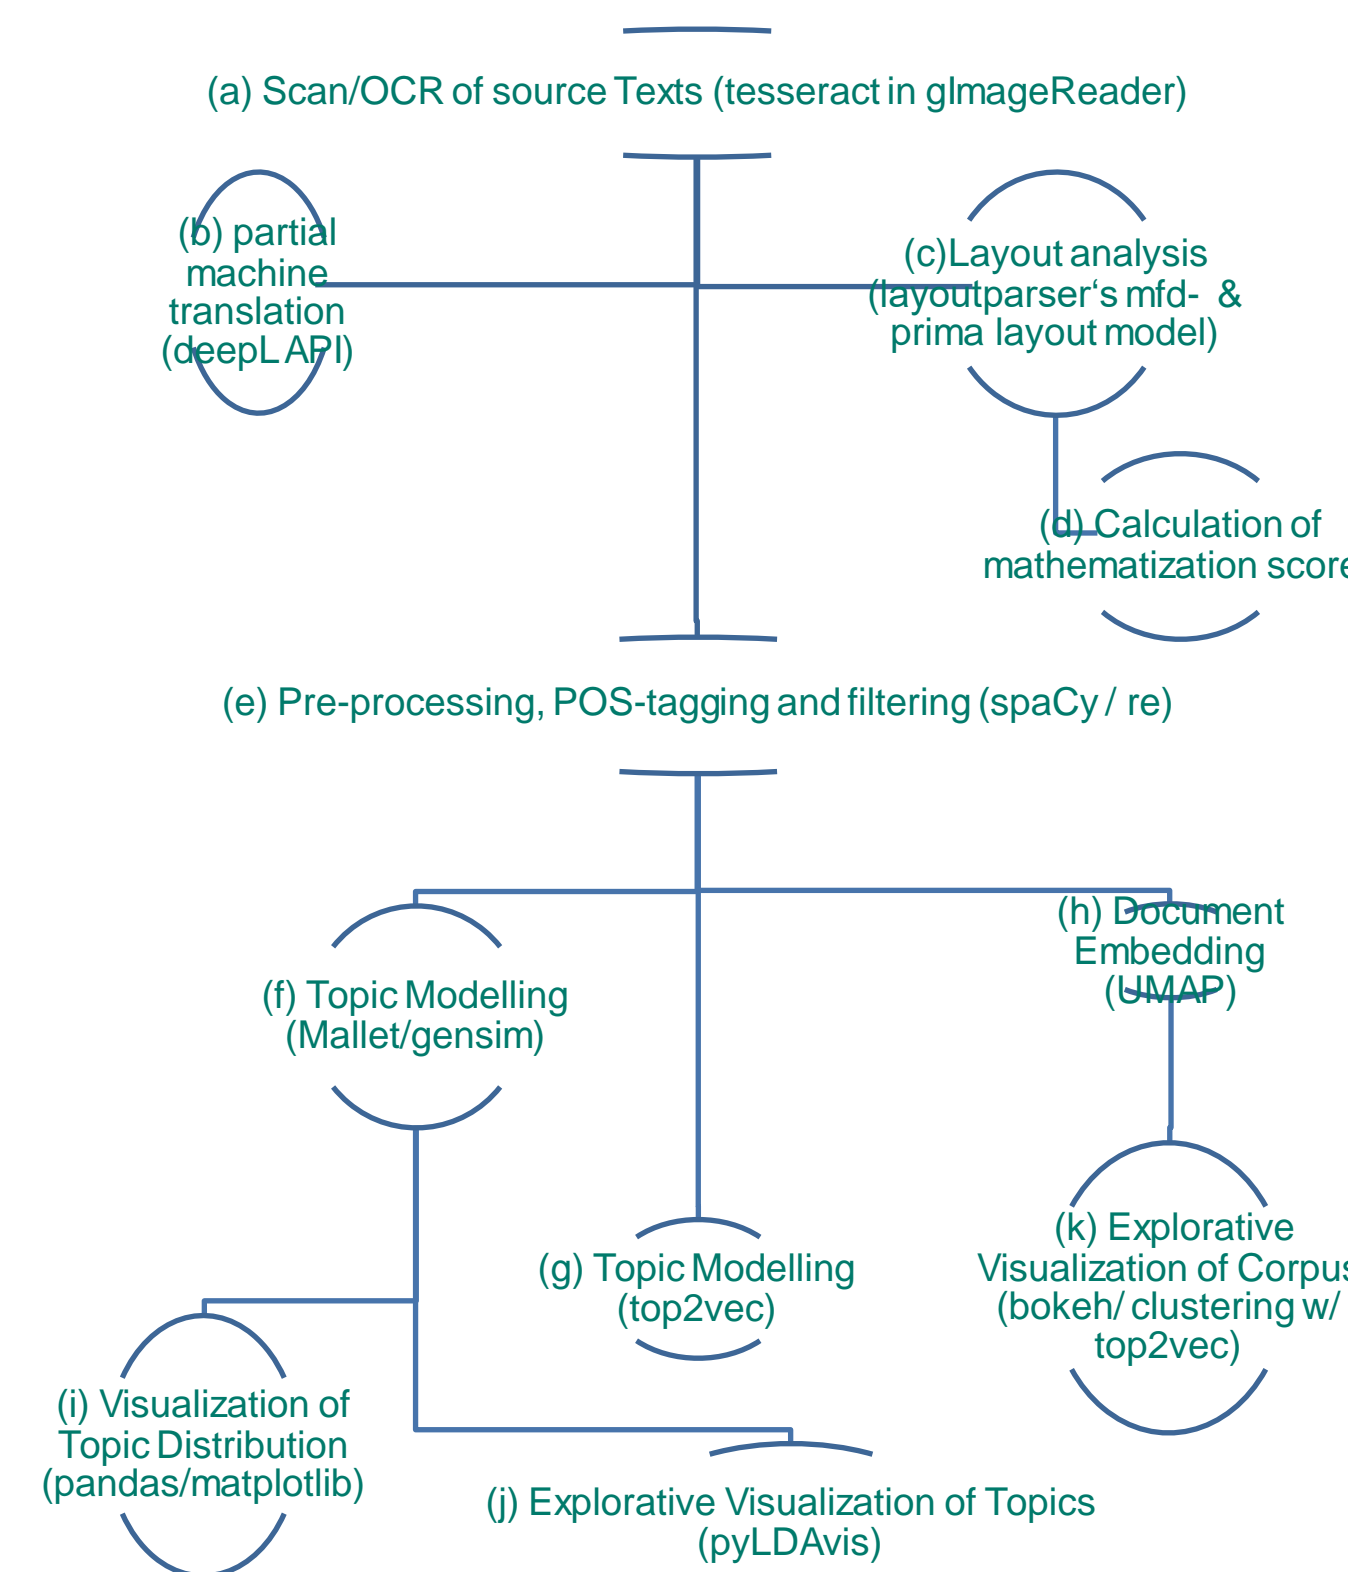 (a) Scan/OCR of source Texts (tesseract in gImageReader)
(b) partial
machine
translation
(deepL API)
(c)Layout analysis
(layoutparser‘s mfd- &
prima layout model)
(d) Calculation of
mathematization score
(e) Pre-processing, POS-tagging and filtering (spaCy / re)
(h) Document
Embedding
(UMAP)
(f) Topic Modelling
(Mallet/gensim)
(g) Topic Modelling
(top2vec)
(k) Explorative
Visualization of Corpus
(bokeh/ clustering w/
top2vec)
(i) Visualization of
Topic Distribution
(pandas/matplotlib)
(j) Explorative Visualization of Topics
(pyLDAvis)